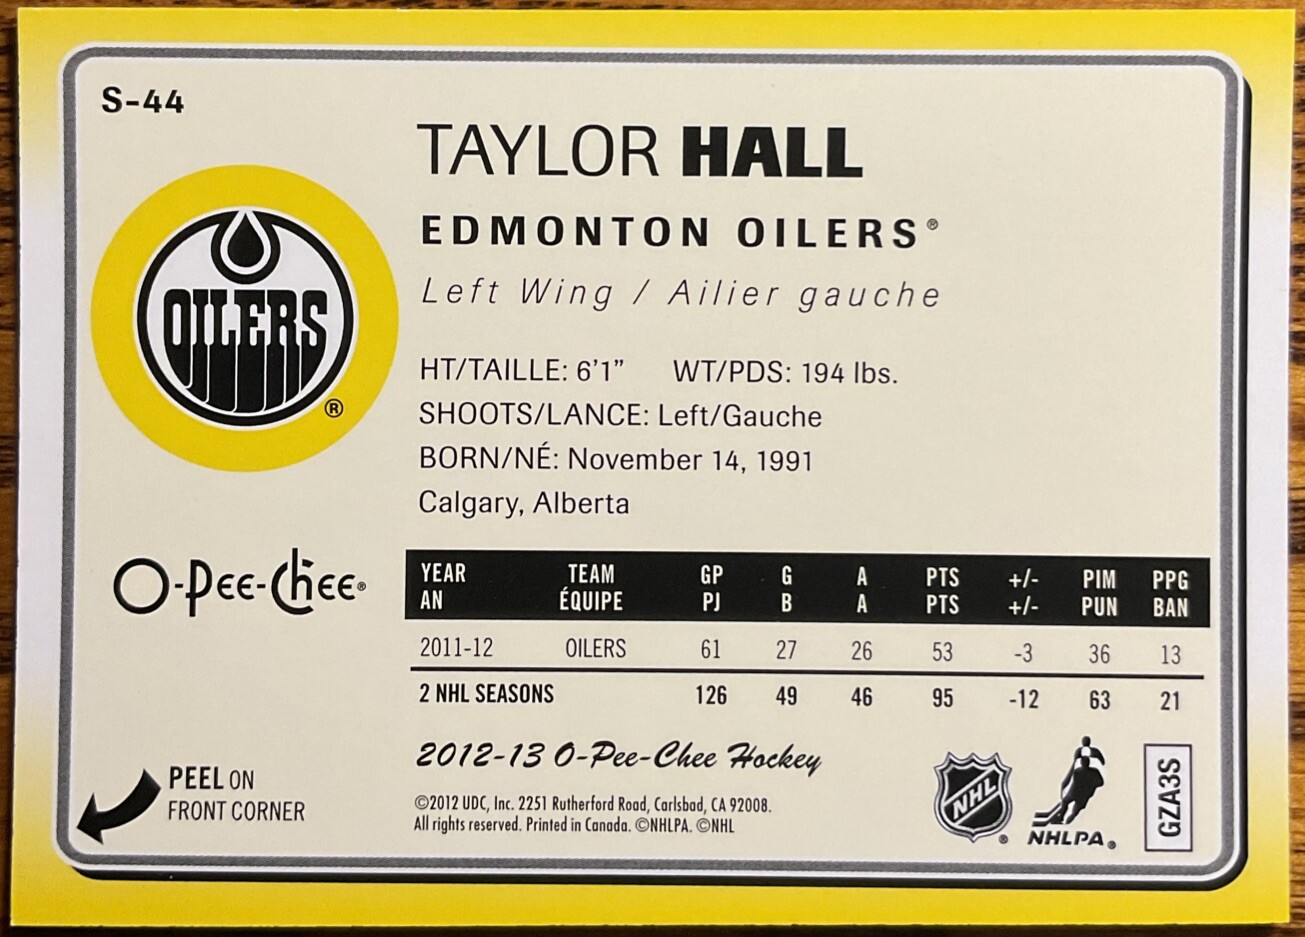 S-44
TAYLOR HALL
EDMONTON OILERS®
Left Wing / Ailier gauche
OILERS
®
HT/TAILLE: 6'1" WT/PDS: 194 lbs.
SHOOTS/LANCE: Left/Gauche
BORN/NÉ: November 14, 1991
Calgary, Alberta
O-Pee-Chee®
YEAR TEAM GP G A PTS +/- PIM PPG
AN ÉQUIPE PJ B A PTS +/- PUN BAN
2011-12 OILERS 61 27 26 53 -3 36 13
2 NHL SEASONS 126 49 46 95 -12 63 21
2012-13 O-Pee-Chee Hockey
PEEL ON
FRONT CORNER
©2012 UDC, Inc. 2251 Rutherford Road, Carlsbad, CA 92008.
All rights reserved. Printed in Canada. ©NHLPA. ©NHL
NHL®
NHLPA®
GZA3S